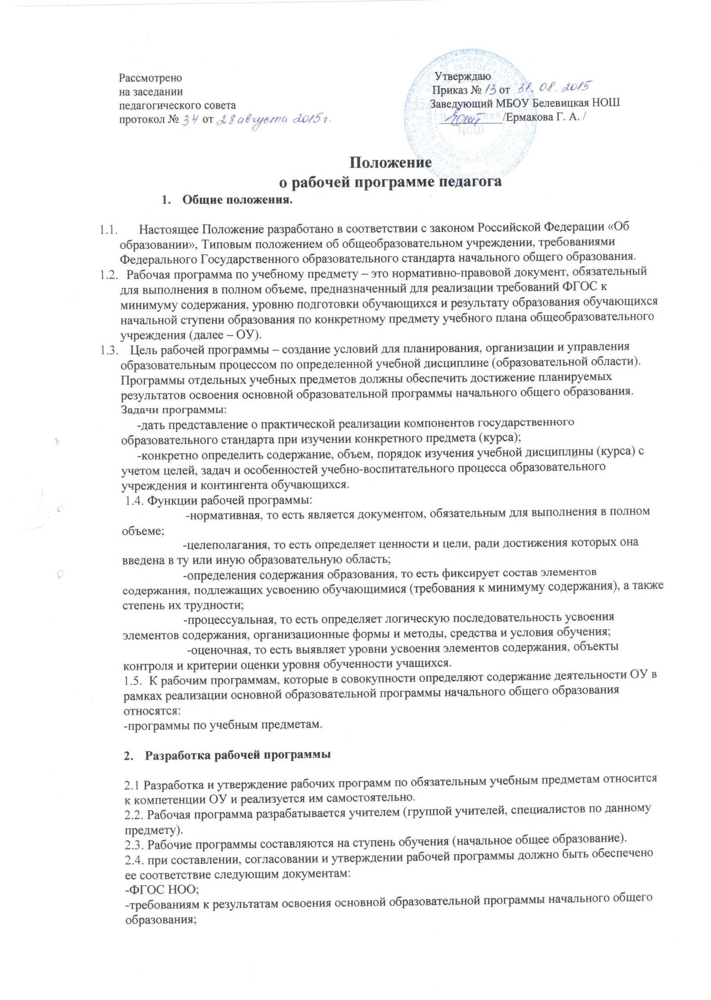 Рассмотрено
на заседании
педагогического совета
протокол № 34 от 28 августа 2015 г.
Утверждаю
Приказ № 13 от 31. 08. 2015
Заведующий МБОУ Белевицкая НОШ
/Ермакова Г. А. /
НОШ
Положение
о рабочей программе педагога
1. Общие положения.
1.1. Настоящее Положение разработано в соответствии с законом Российской Федерации «Об
образовании», Типовым положением об общеобразовательном учреждении, требованиями
Федерального Государственного образовательного стандарта начального общего образования.
1.2. Рабочая программа по учебному предмету – это нормативно-правовой документ, обязательный
для выполнения в полном объеме, предназначенный для реализации требований ФГОС к
минимуму содержания, уровню подготовки обучающихся и результату образования обучающихся
начальной ступени образования по конкретному предмету учебного плана общеобразовательного
учреждения (далее – ОУ).
1.3. Цель рабочей программы – создание условий для планирования, организации и управления
образовательным процессом по определенной учебной дисциплине (образовательной области).
Программы отдельных учебных предметов должны обеспечить достижение планируемых
результатов освоения основной образовательной программы начального общего образования.
Задачи программы:
-дать представление о практической реализации компонентов государственного
образовательного стандарта при изучении конкретного предмета (курса);
-конкретно определить содержание, объем, порядок изучения учебной дисциплины (курса) с
учетом целей, задач и особенностей учебно-воспитательного процесса образовательного
учреждения и контингента обучающихся.
1.4. Функции рабочей программы:
-нормативная, то есть является документом, обязательным для выполнения в полном
объеме;
-целеполагания, то есть определяет ценности и цели, ради достижения которых она
введена в ту или иную образовательную область;
-определения содержания образования, то есть фиксирует состав элементов
содержания, подлежащих усвоению обучающимися (требования к минимуму содержания), а также
степень их трудности;
-процессуальная, то есть определяет логическую последовательность усвоения
элементов содержания, организационные формы и методы, средства и условия обучения;
-оценочная, то есть выявляет уровни усвоения элементов содержания, объекты
контроля и критерии оценки уровня обученности учащихся.
1.5. К рабочим программам, которые в совокупности определяют содержание деятельности ОУ в
рамках реализации основной образовательной программы начального общего образования
относятся:
-программы по учебным предметам.
2. Разработка рабочей программы
2.1 Разработка и утверждение рабочих программ по обязательным учебным предметам относится
к компетенции ОУ и реализуется им самостоятельно.
2.2. Рабочая программа разрабатывается учителем (группой учителей, специалистов по данному
предмету).
2.3. Рабочие программы составляются на ступень обучения (начальное общее образование).
2.4. при составлении, согласовании и утверждении рабочей программы должно быть обеспечено
ее соответствие следующим документам:
-ФГОС НОО;
-требованиям к результатам освоения основной образовательной программы начального общего
образования;